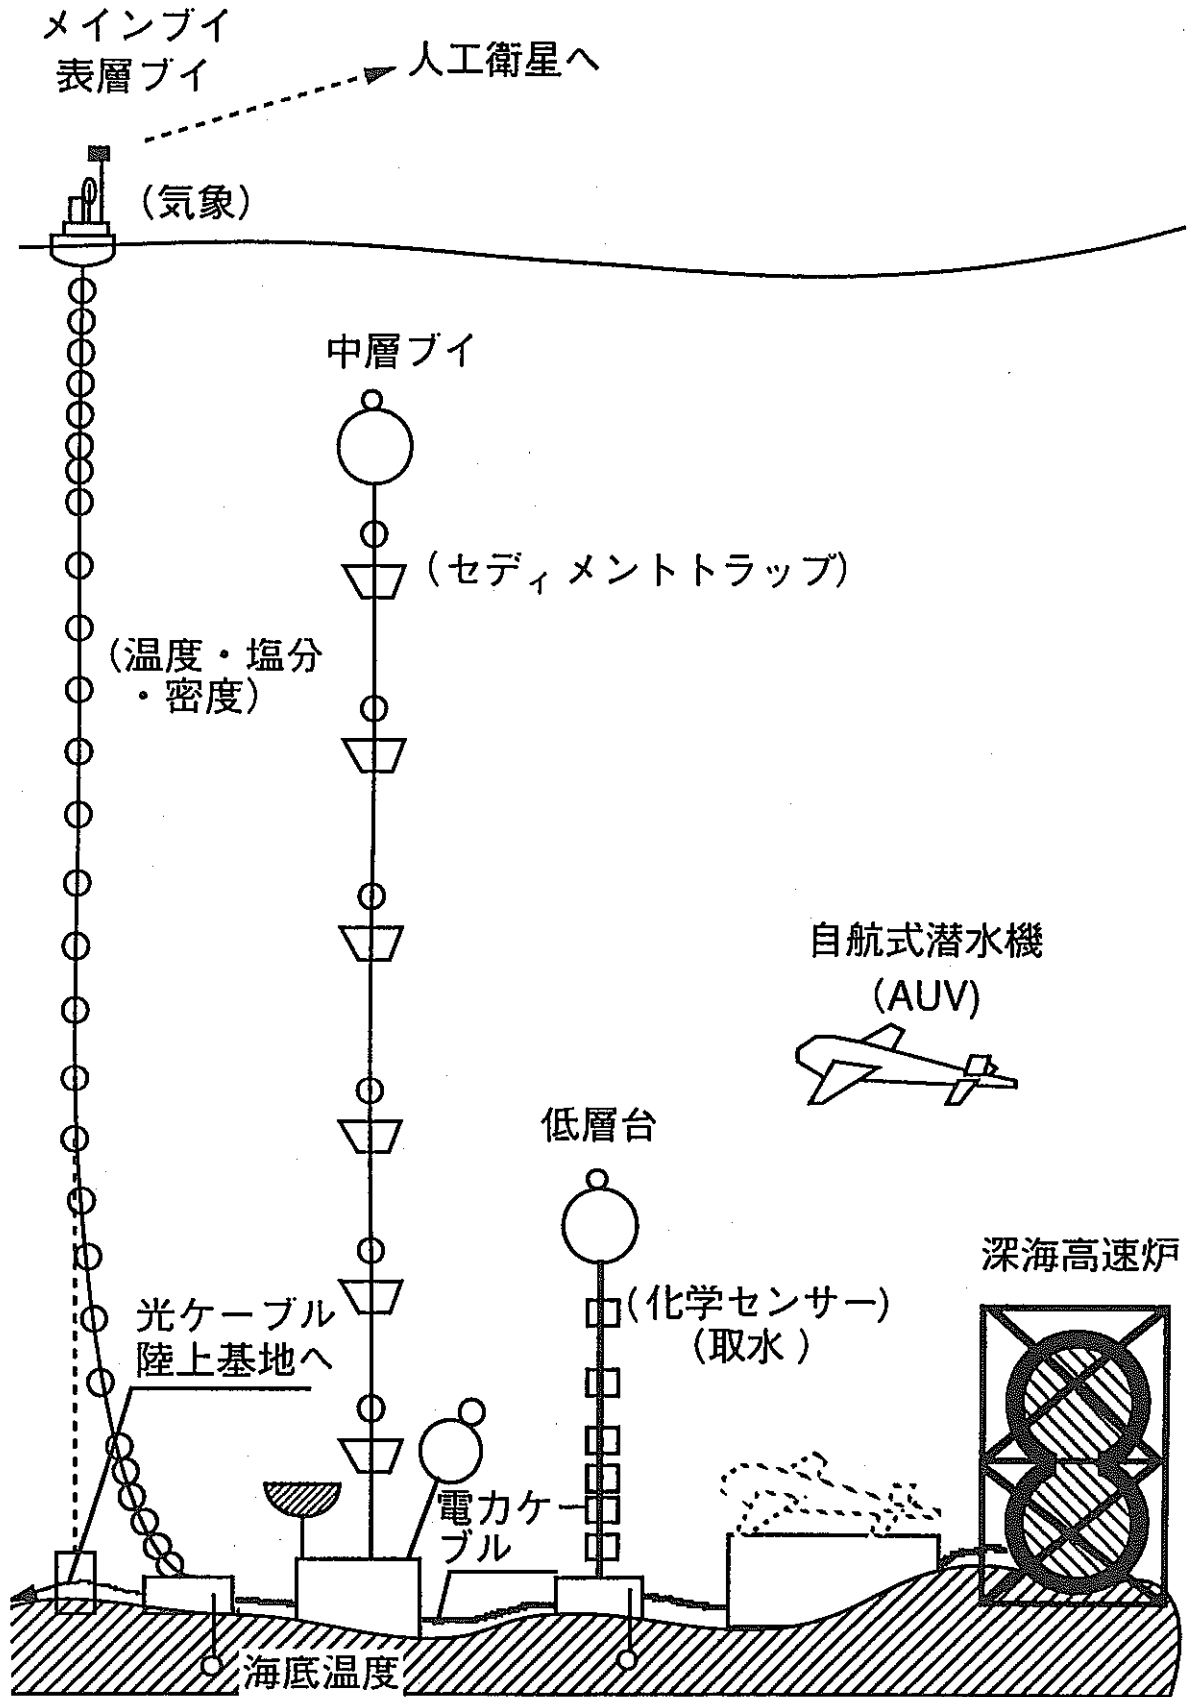 メインブイ
表層ブイ
人工衛星へ
(気象)
中層ブイ
(セディメントトラップ)
(温度・塩分
・密度)
自航式潜水機
(AUV)
低層台
深海高速炉
(化学センサー)
(取水)
光ケーブル
陸上基地へ
電力ケー
ブル
海底温度